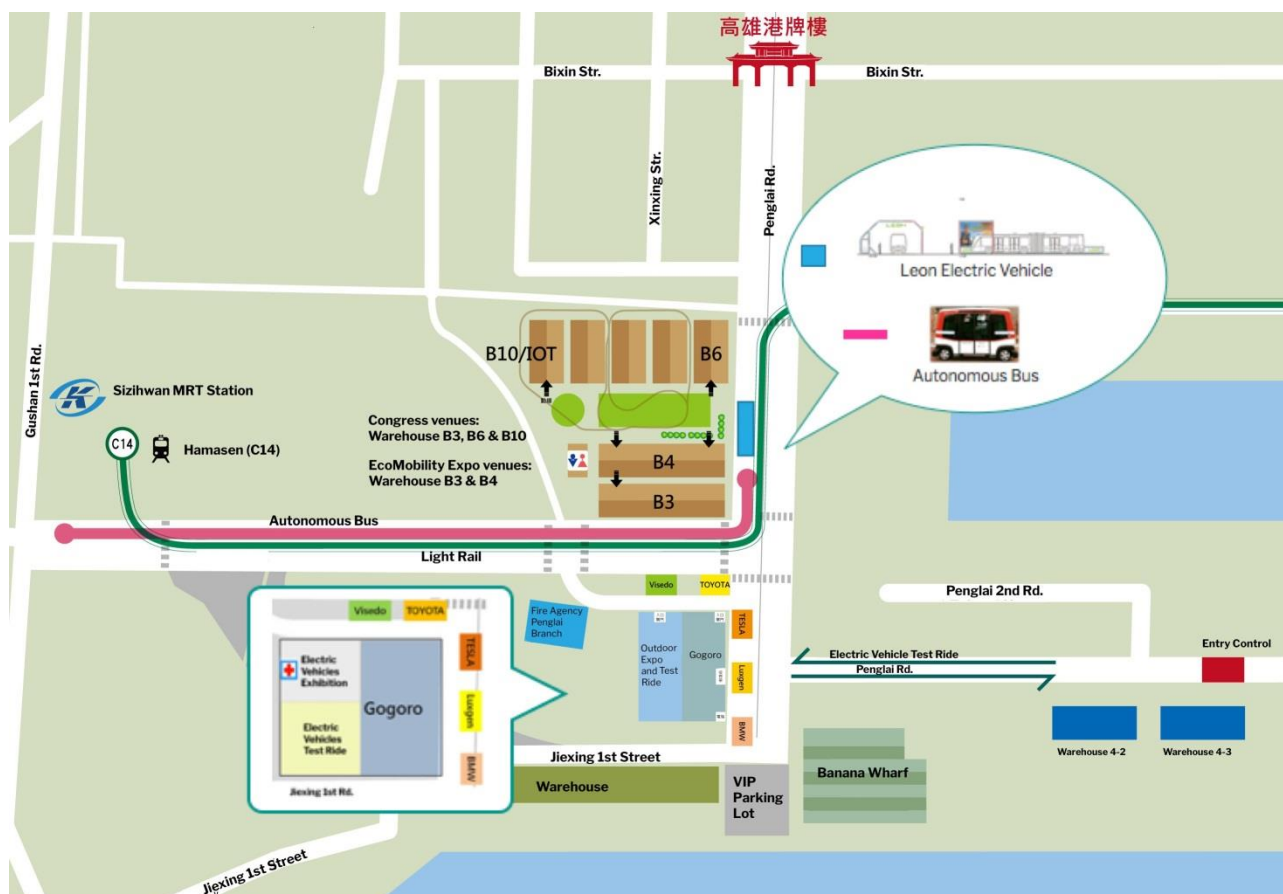 高雄港牌樓
Bixin Str.
Bixin Str.
Xinxing Str.
Penglai Rd.
Gushan 1st Rd.
LEON
Leon Electric Vehicle
Autonomous Bus
B10/IOT
B6
Sizihwan MRT Station
C14
Hamasen (C14)
Congress venues:
Warehouse B3, B6 & B10
EcoMobility Expo venues:
Warehouse B3 & B4
B4
B3
Autonomous Bus
Light Rail
Visedo
TOYOTA
Penglai 2nd Rd.
Fire Agency
Penglai
Branch
Outdoor
Expo
and Test
Ride
Gogoro
TESLA
Luxgen
BMW
Electric Vehicle Test Ride
Penglai Rd.
Entry Control
Visedo
TOYOTA
TESLA
Electric
Vehicles
Exhibition
Gogoro
Luxgen
Electric
Vehicles
Test Ride
BMW
Jiexing 1st Rd.
Warehouse 4-2
Warehouse 4-3
Jiexing 1st Street
Warehouse
VIP
Parking
Lot
Banana Wharf
Jiexing 1st Street